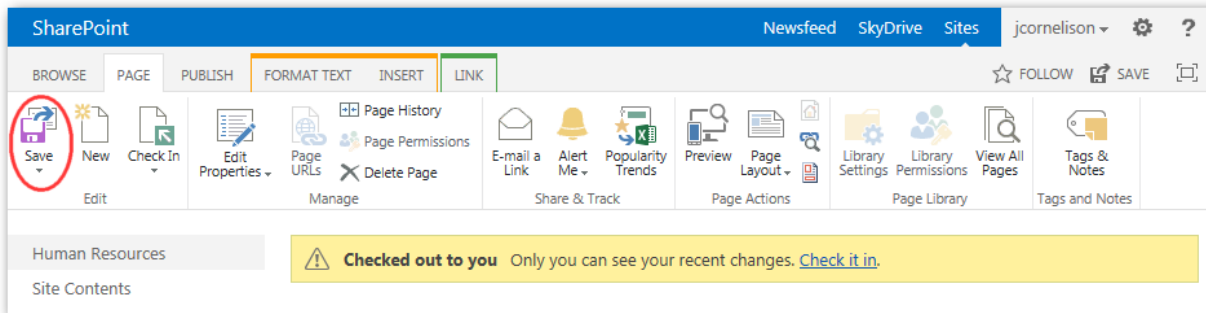 SharePoint Newsfeed SkyDrive Sites jcornelison ?
BROWSE PAGE PUBLISH FORMAT TEXT INSERT LINK FOLLOW SAVE
Save New Check In Edit Properties Page URLs Page History Page Permissions Delete Page E-mail a Link Alert Me Popularity Trends Preview Page Layout Library Settings Library Permissions View All Pages Tags & Notes
Edit Manage Share & Track Page Actions Page Library Tags and Notes
Human Resources
Checked out to you Only you can see your recent changes. Check it in.
Site Contents